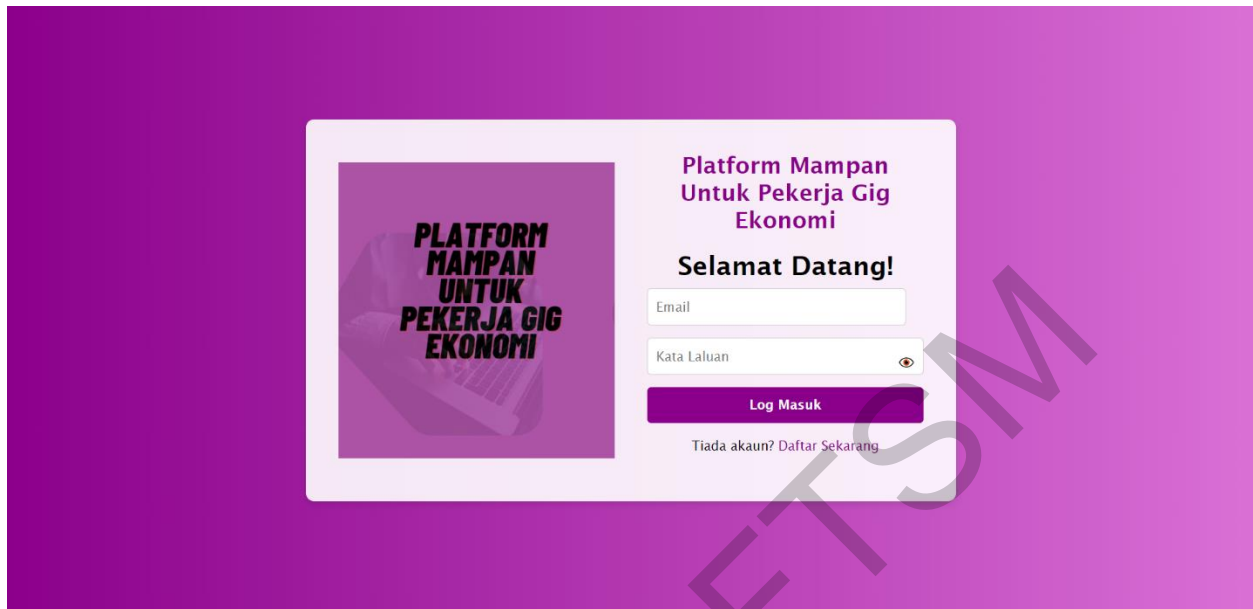 PLATFORM
MAMPAN
UNTUK
PEKERJA GIG
EKONOMI
Platform Mampan
Untuk Pekerja Gig
Ekonomi
Selamat Datang!
Email
Kata Laluan
Log Masuk
Tiada akaun? Daftar Sekarang
FTSM